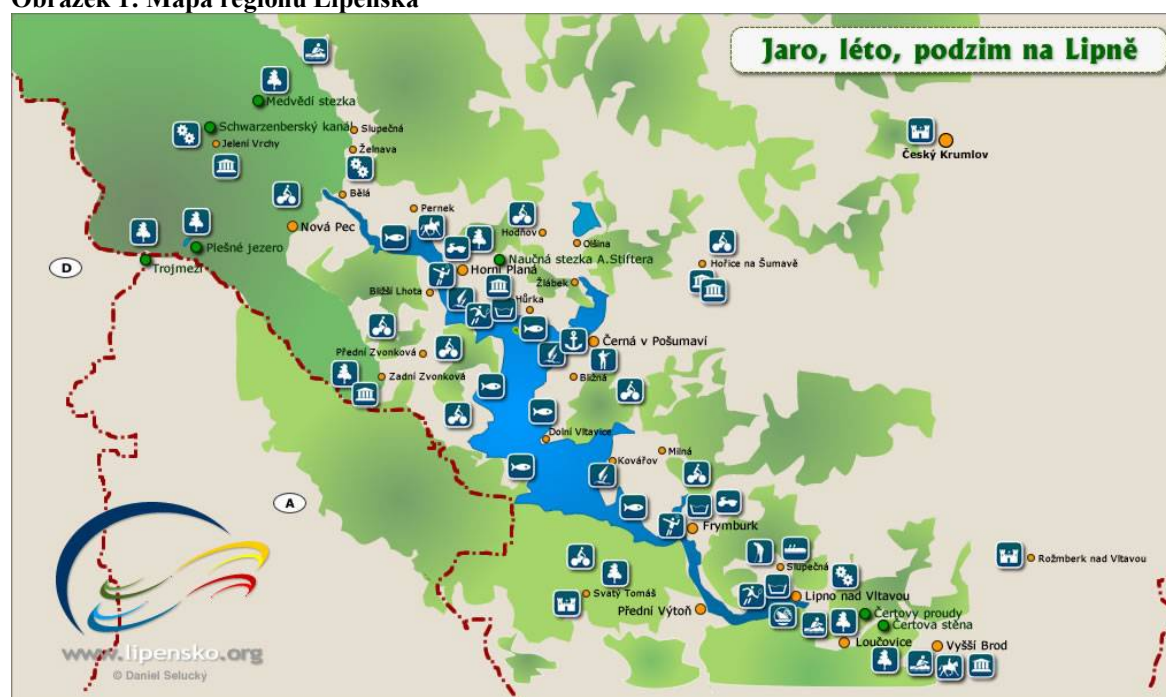 Obrázek 1: Mapa regionu Lipenska
Jaro, léto, podzim na Lipně
Medvědí stezka
Schwarzenberský kanál
Jelení Vrchy
Slupečná
Želnava
Český Krumlov
Bělá
Pernek
Nová Pec
Hodňov
Olšina
Plešné jezero
Trojmezí
D
Naučná stezka A.Stiftera
Hořice na Šumavě
Horní Planá
Žlábek
Bližší Lhota
Hůrka
Černá v Pošumaví
Přední Zvonková
Zadní Zvonková
Bližná
Dolní Vltavice
Kovářov
Milná
A
Frymburk
Slupečná
Rožmberk nad Vltavou
Svatý Tomáš
Přední Výtoň
Lipno nad Vltavou
Čertovy proudy
Čertova stěna
Loučovice
Vyšší Brod
www.lipensko.org
© Daniel Selucký